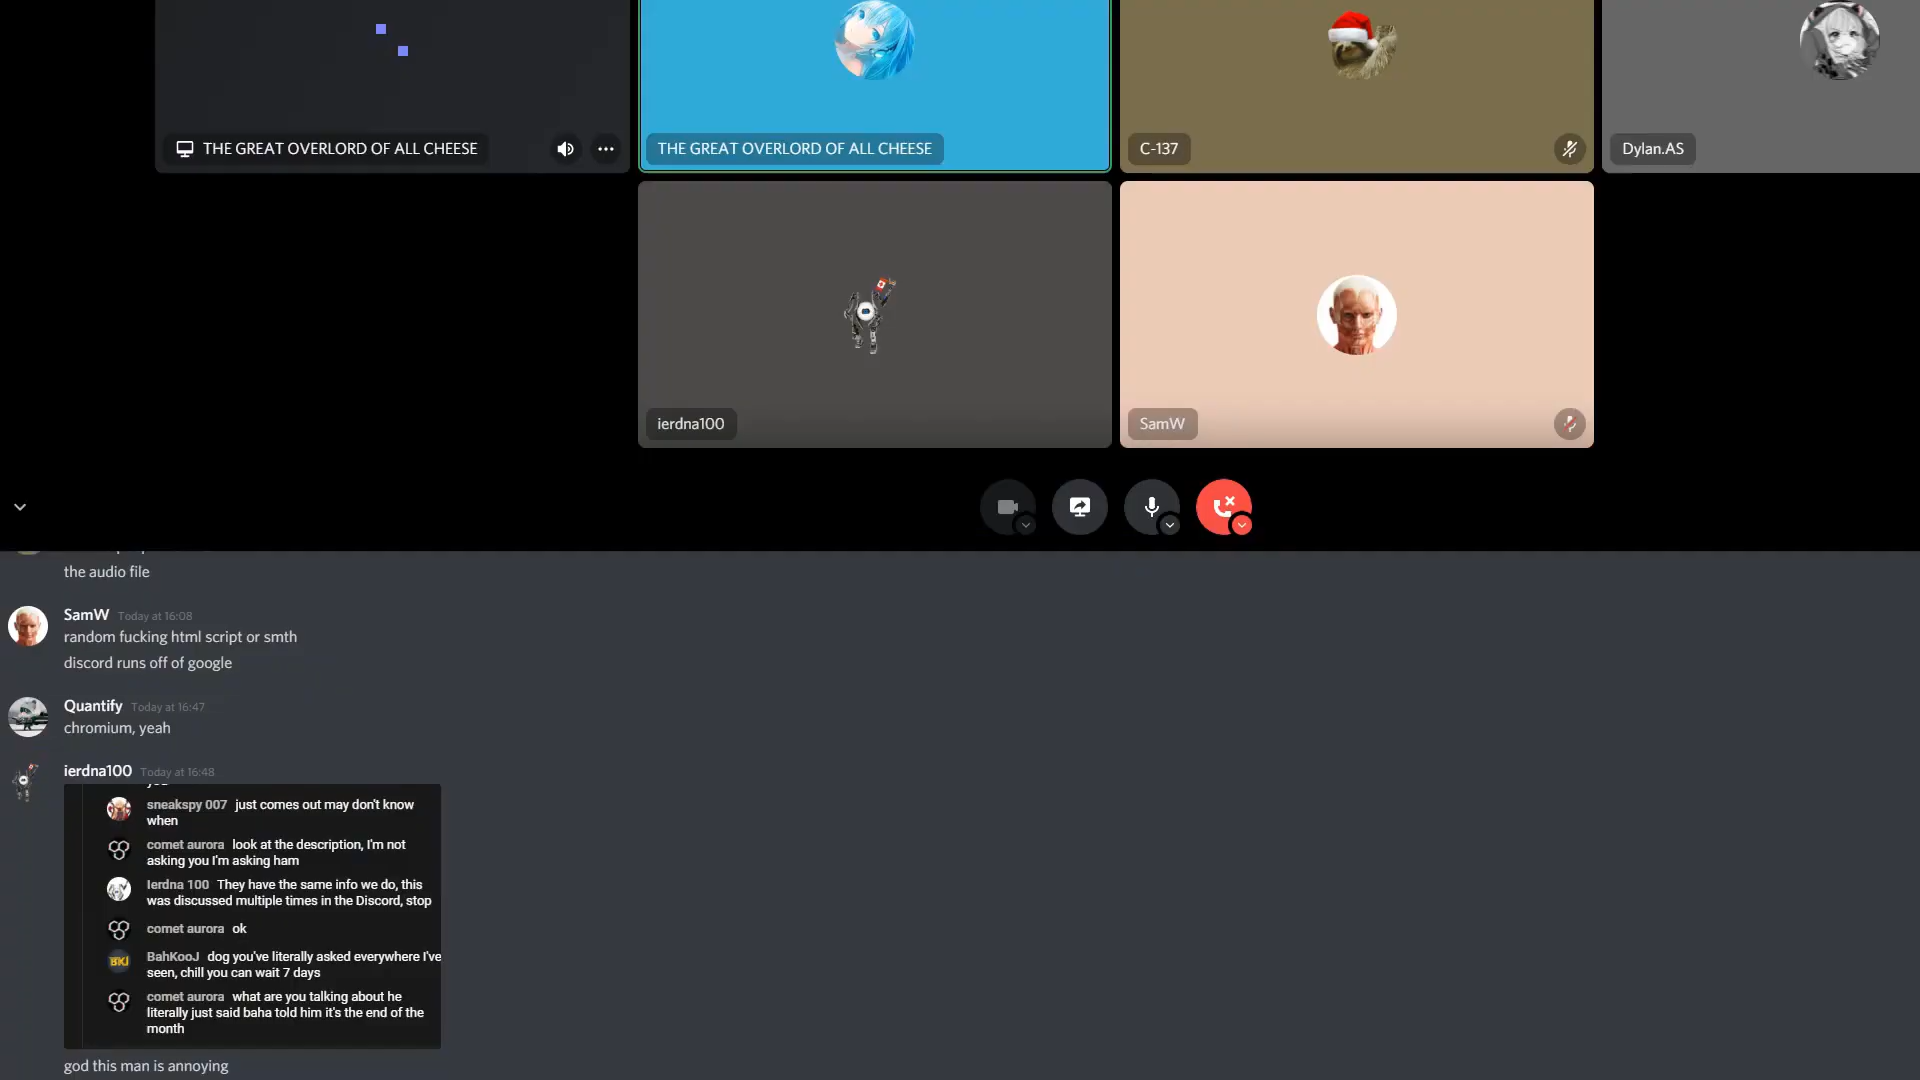 THE GREAT OVERLORD OF ALL CHEESE
THE GREAT OVERLORD OF ALL CHEESE
C-137
Dylan.AS
ierdna100
SamW
the audio file
SamW Today at 16:08
random fucking html script or smth
discord runs off of google
Quantify Today at 16:47
chromium, yeah
ierdna100 Today at 16:48
sneakspy 007 just comes out may don't know
when
comet aurora look at the description, I'm not
asking you I'm asking ham
Ierdna 100 They have the same info we do, this
was discussed multiple times in the Discord, stop
comet aurora ok
BKJ
BahKooJ dog you've literally asked everywhere I've
seen, chill you can wait 7 days
comet aurora what are you talking about he
literally just said baha told him it's the end of the
month
god this man is annoying